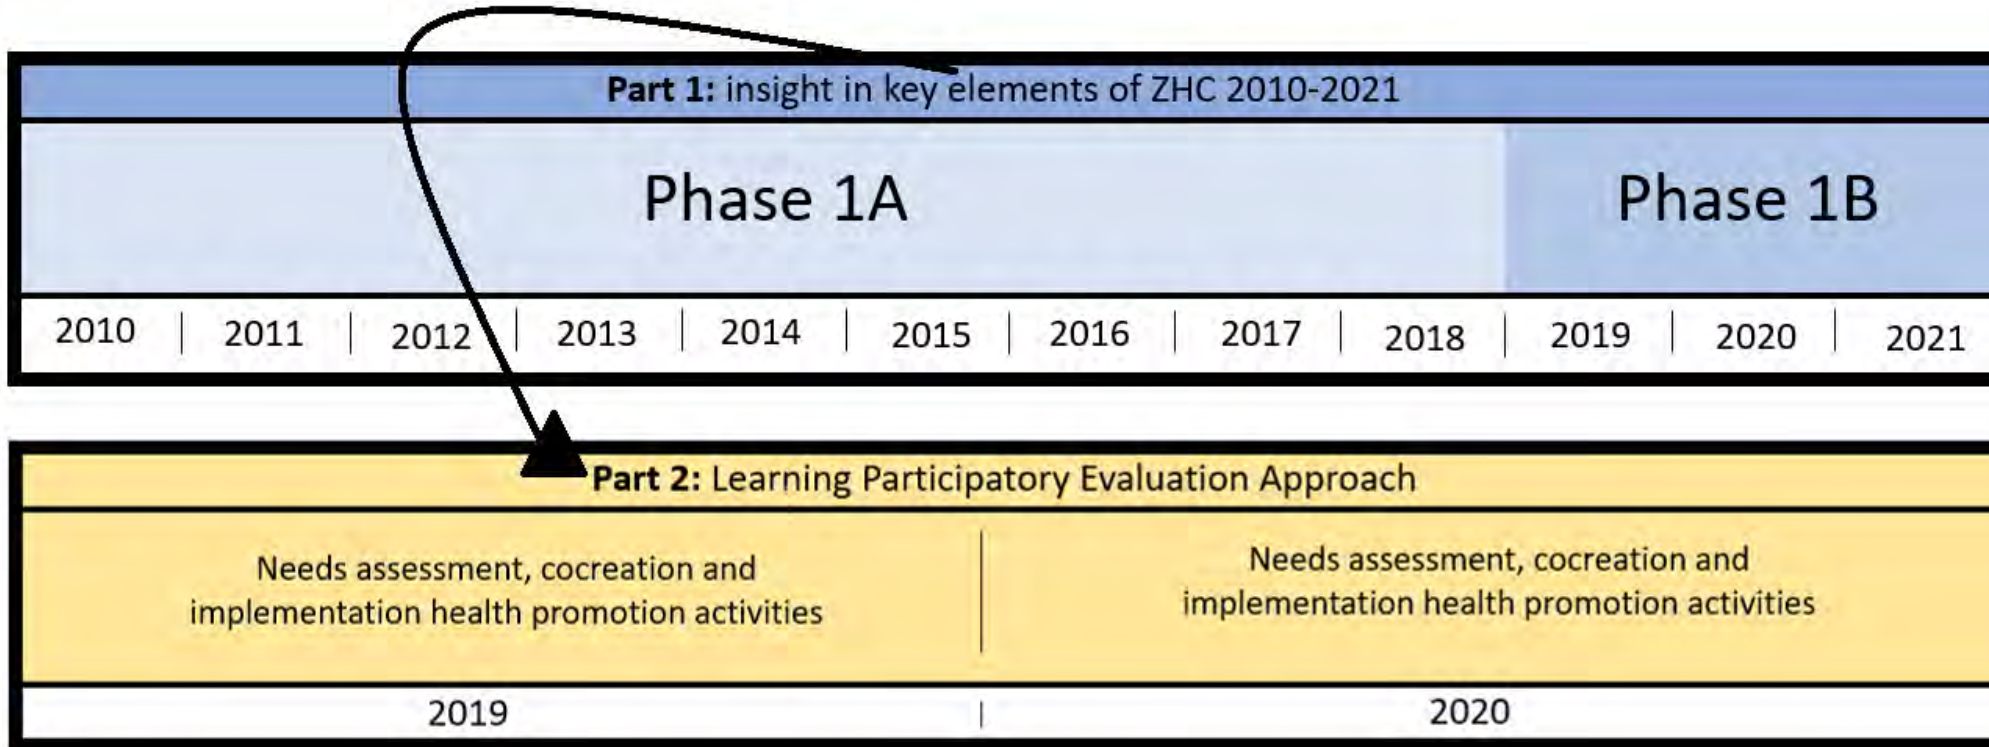 Part 1: insight in key elements of ZHC 2010-2021
Phase 1A
Phase 1B
2010 2011 2012 2013 2014 2015 2016 2017 2018 2019 2020 2021
Part 2: Learning Participatory Evaluation Approach
Needs assessment, cocreation and
implementation health promotion activities
Needs assessment, cocreation and
implementation health promotion activities
2019 2020